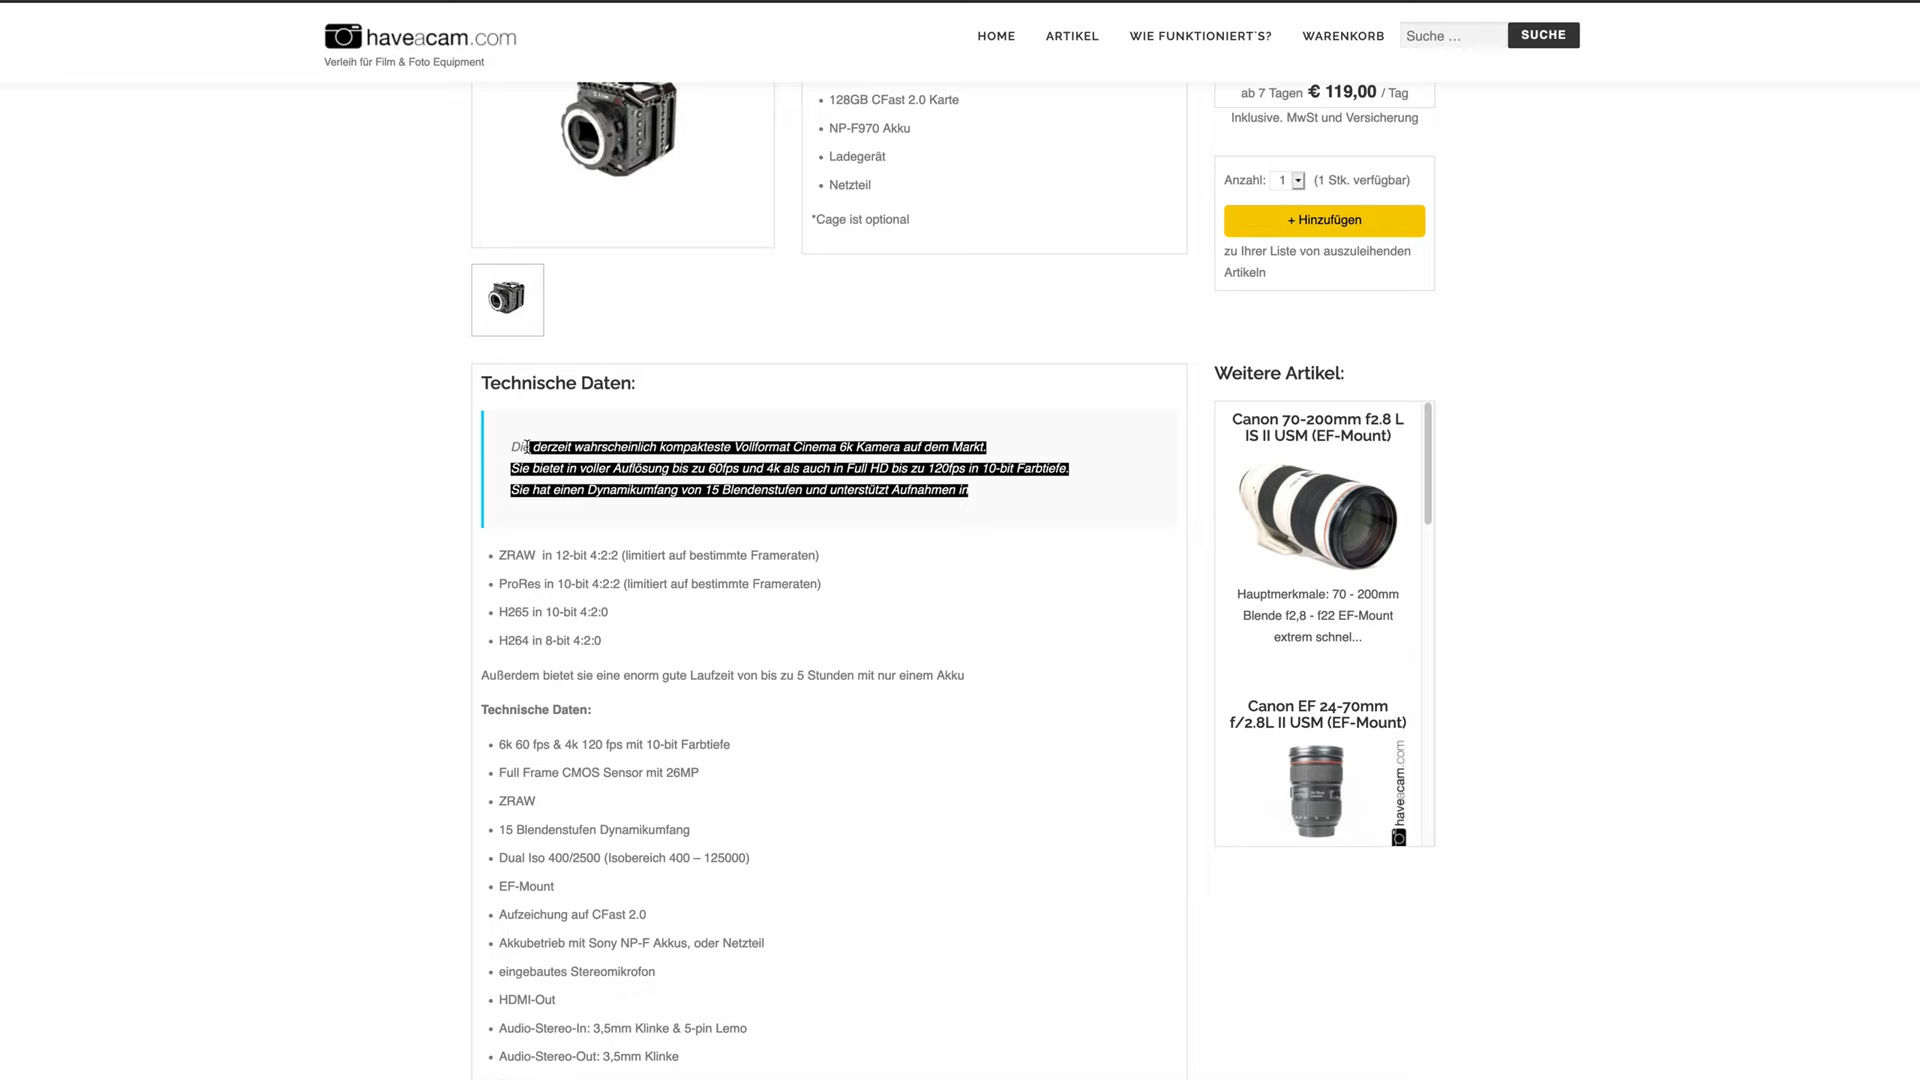 haveacam.com
Verleih für Film & Foto Equipment
HOME
ARTIKEL
WIE FUNKTIONIERT'S?
WARENKORB
Suche ...
SUCHE
• 128GB CFast 2.0 Karte
• NP-F970 Akku
• Ladegerät
• Netzteil
*Cage ist optional
ab 7 Tagen € 119,00 / Tag
Inklusive. MwSt und Versicherung
Anzahl: 1 (1 Stk. verfügbar)
+ Hinzufügen
zu Ihrer Liste von auszuleihenden
Artikeln
Technische Daten:
Die derzeit wahrscheinlich kompakteste Vollformat Cinema 6k Kamera auf dem Markt.
Sie bietet in voller Auflösung bis zu 60fps und 4k als auch in Full HD bis zu 120fps in 10-bit Farbtiefe.
Sie hat einen Dynamikumfang von 15 Blendenstufen und unterstützt Aufnahmen in
• ZRAW in 12-bit 4:2:2 (limitiert auf bestimmte Frameraten)
• ProRes in 10-bit 4:2:2 (limitiert auf bestimmte Frameraten)
• H265 in 10-bit 4:2:0
• H264 in 8-bit 4:2:0
Außerdem bietet sie eine enorm gute Laufzeit von bis zu 5 Stunden mit nur einem Akku
Technische Daten:
• 6k 60 fps & 4k 120 fps mit 10-bit Farbtiefe
• Full Frame CMOS Sensor mit 26MP
• ZRAW
• 15 Blendenstufen Dynamikumfang
• Dual Iso 400/2500 (Isobereich 400 – 125000)
• EF-Mount
• Aufzeichung auf CFast 2.0
• Akkubetrieb mit Sony NP-F Akkus, oder Netzteil
• eingebautes Stereomikrofon
• HDMI-Out
• Audio-Stereo-In: 3,5mm Klinke & 5-pin Lemo
• Audio-Stereo-Out: 3,5mm Klinke
Weitere Artikel:
Canon 70-200mm f2.8 L
IS II USM (EF-Mount)
Hauptmerkmale: 70 - 200mm
Blende f2,8 - f22 EF-Mount
extrem schnel...
Canon EF 24-70mm
f/2.8L II USM (EF-Mount)
haveacam.com